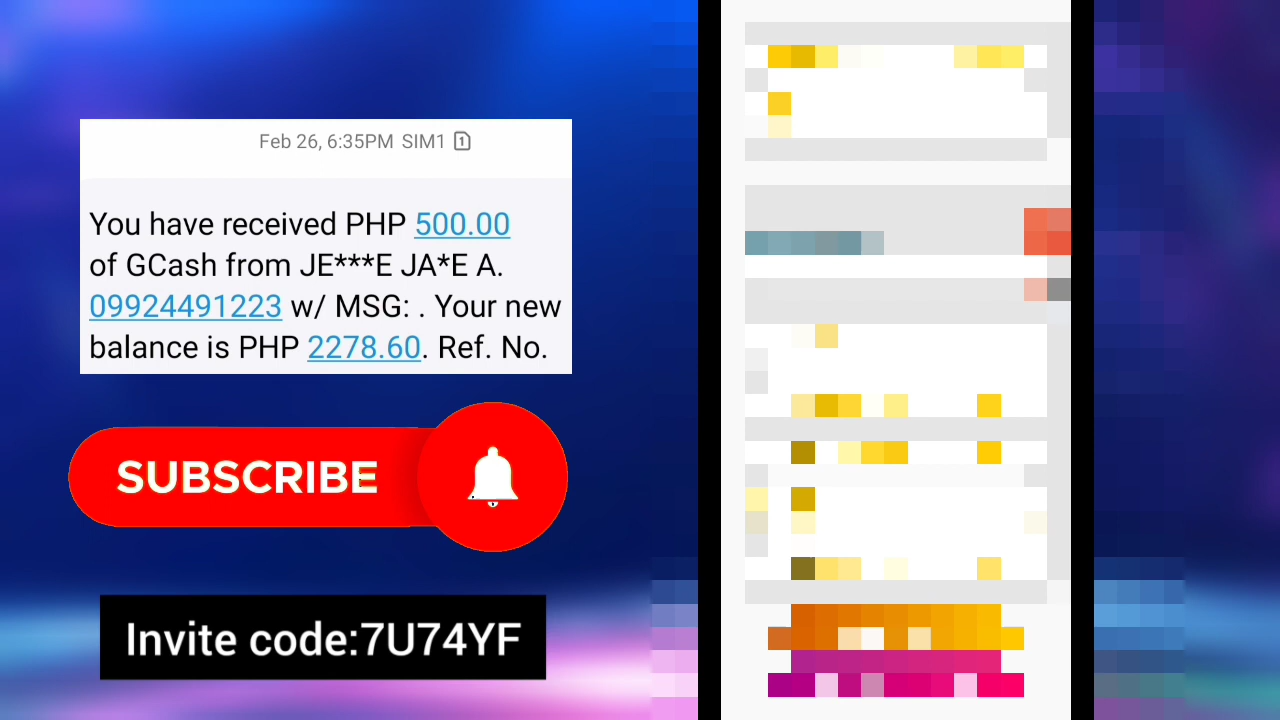 Feb 26, 6:35PM SIM1 1
You have received PHP 500.00
of GCash from JE***E JA*E A.
09924491223 w/ MSG: . Your new
balance is PHP 2278.60. Ref. No.
SUBSCRIBE
Invite code:7U74YF